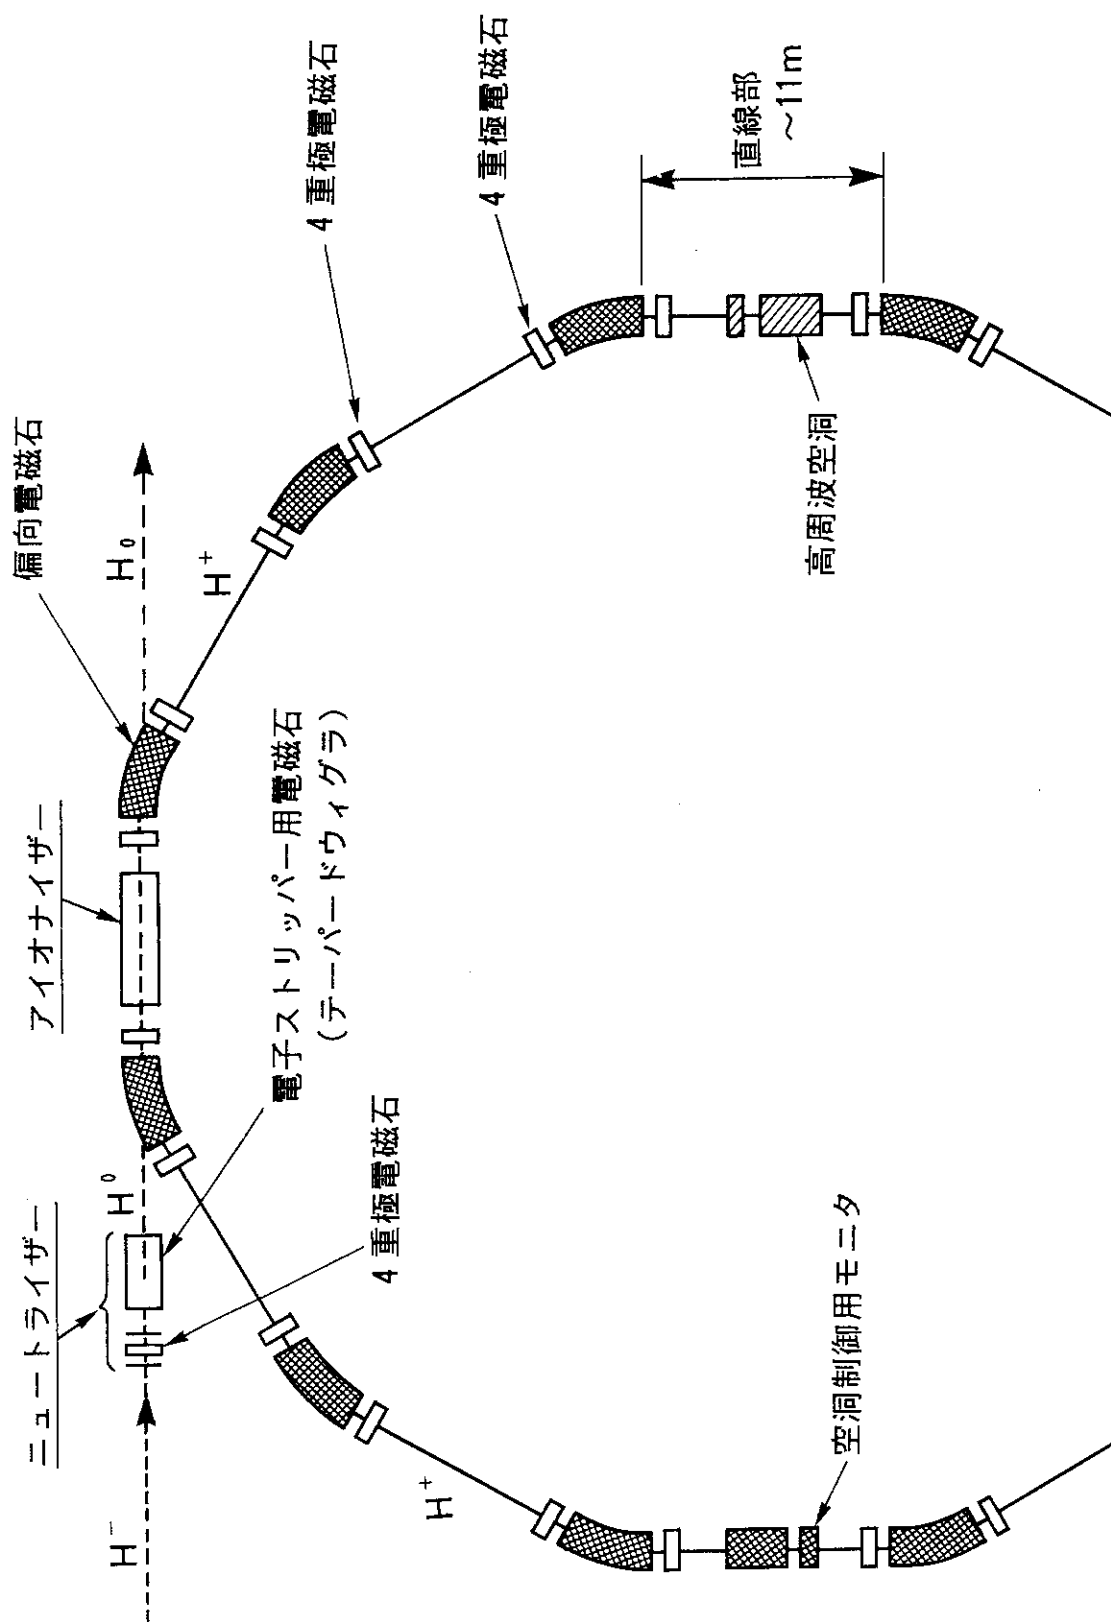 ニュートライザー
アイオナイザー
偏向電磁石
H⁻
H⁰
H₀
H⁺
電子ストリッパー用電磁石
(テーパードウィグラ)
4重極電磁石
4重極電磁石
4重極電磁石
H⁺
直線部
～11m
高周波空洞
空洞制御用モニタ